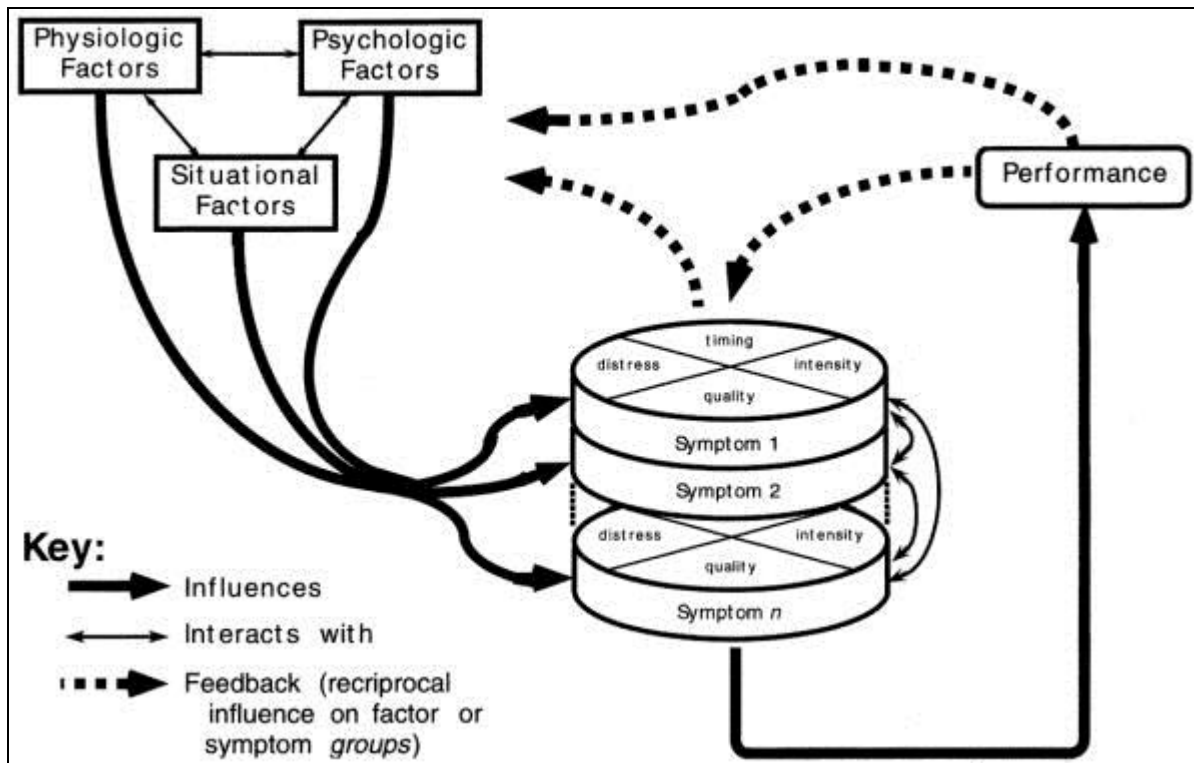 Physiologic
Factors
Psychologic
Factors
Situational
Factors
Performance
timing
distress
intensity
quality
Symptom 1
Symptom 2
distress
intensity
quality
Symptom n
Key:
Influences
Interacts with
Feedback (recriprocal
influence on factor or
symptom groups)